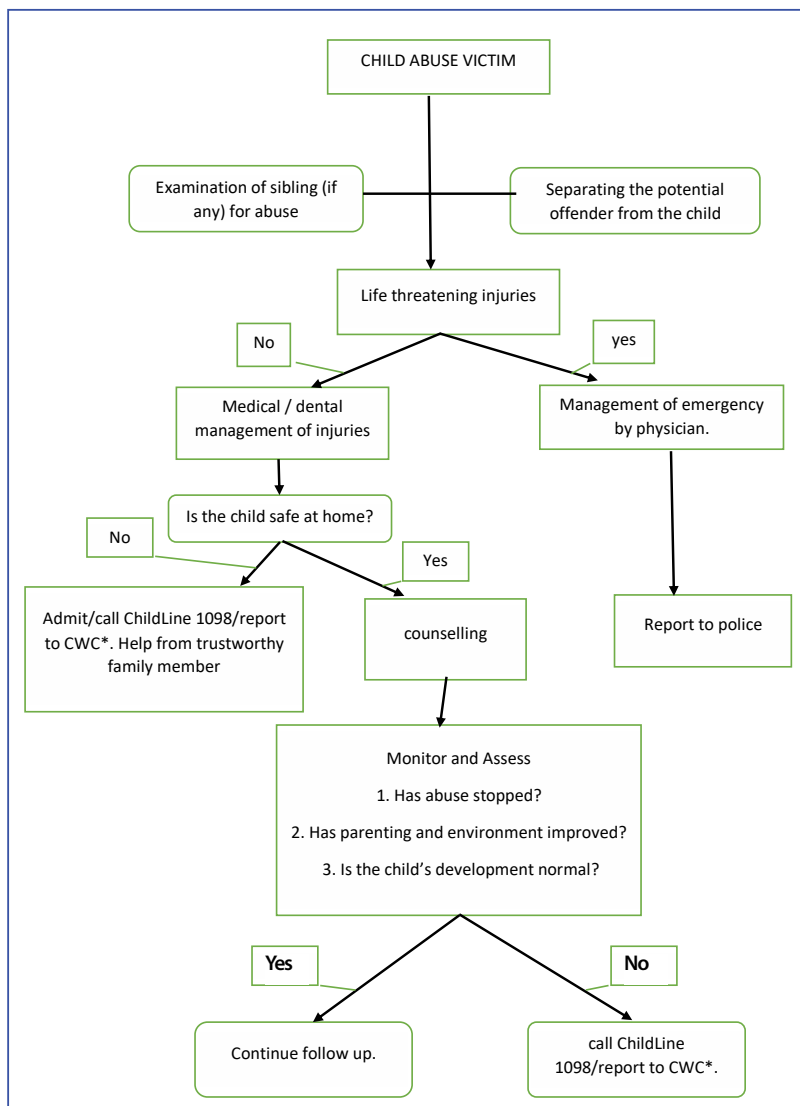 CHILD ABUSE VICTIM
Examination of sibling (if
any) for abuse
Separating the potential
offender from the child
Life threatening injuries
No
yes
Medical / dental
management of injuries
Management of emergency
by physician.
Is the child safe at home?
No
Yes
Admit/call ChildLine 1098/report
to CWC*. Help from trustworthy
family member
counselling
Report to police
Monitor and Assess
1. Has abuse stopped?
2. Has parenting and environment improved?
3. Is the child’s development normal?
Yes
No
Continue follow up.
call ChildLine
1098/report to CWC*.